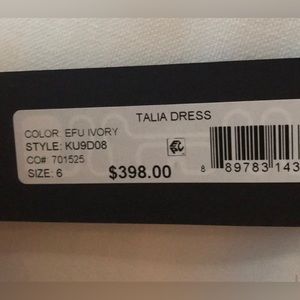 TALIA DRESS
COLOR: EFU IVORY
STYLE: KU9D08
CO#: 701525
SIZE: 6
$398.00
8 89783 143